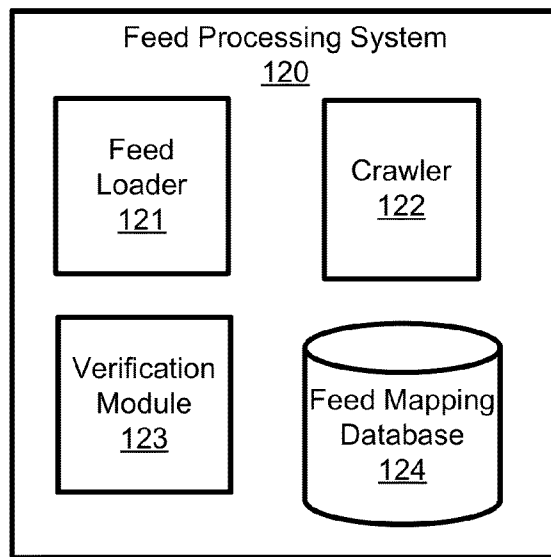 Feed Processing System
120
Feed
Loader
121
Crawler
122
Verification
Module
123
Feed Mapping
Database
124